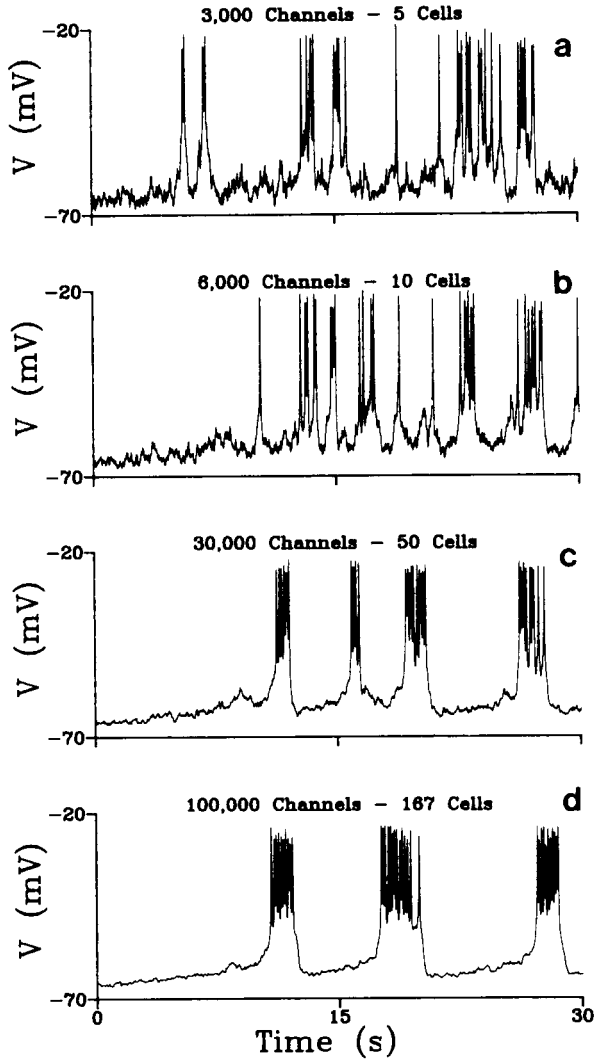 3,000 Channels - 5 Cells
a
-20
V (mV)
-70
6,000 Channels - 10 Cells
b
-20
V (mV)
-70
30,000 Channels - 50 Cells
c
-20
V (mV)
-70
100,000 Channels - 167 Cells
d
-20
V (mV)
-70
0 15 30
Time (s)